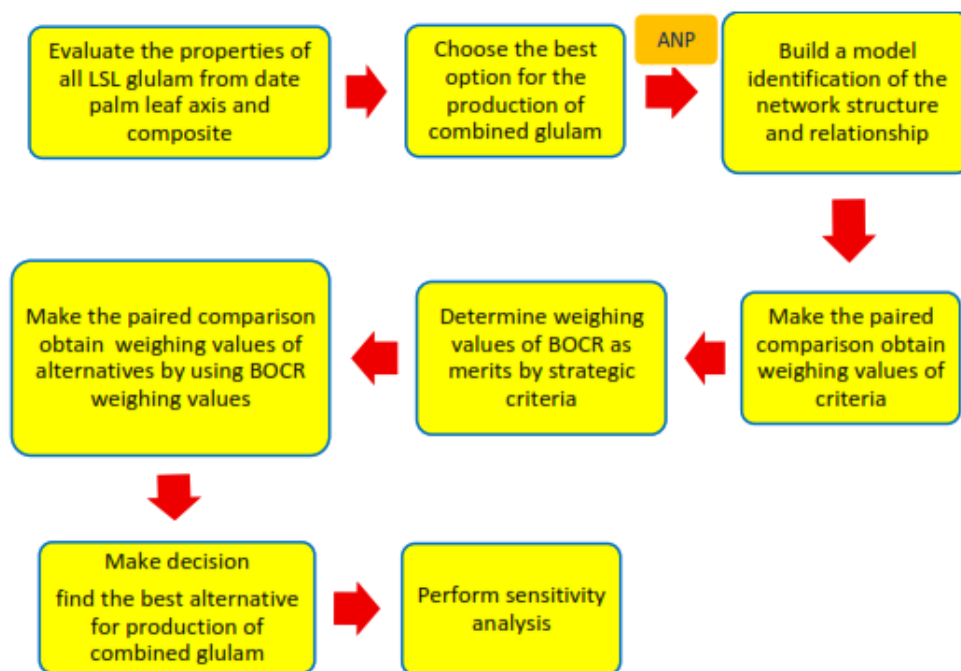 Evaluate the properties of
all LSL glulam from date
palm leaf axis and
composite
Choose the best
option for the
production of
combined glulam
ANP
Build a model
identification of the
network structure
and relationship
Make the paired
comparison obtain
weighing values of
criteria
Determine weighing
values of BOCR as
merits by strategic
criteria
Make the paired comparison
obtain weighing values of
alternatives by using BOCR
weighing values
Make decision
find the best alternative
for production of
combined glulam
Perform sensitivity
analysis